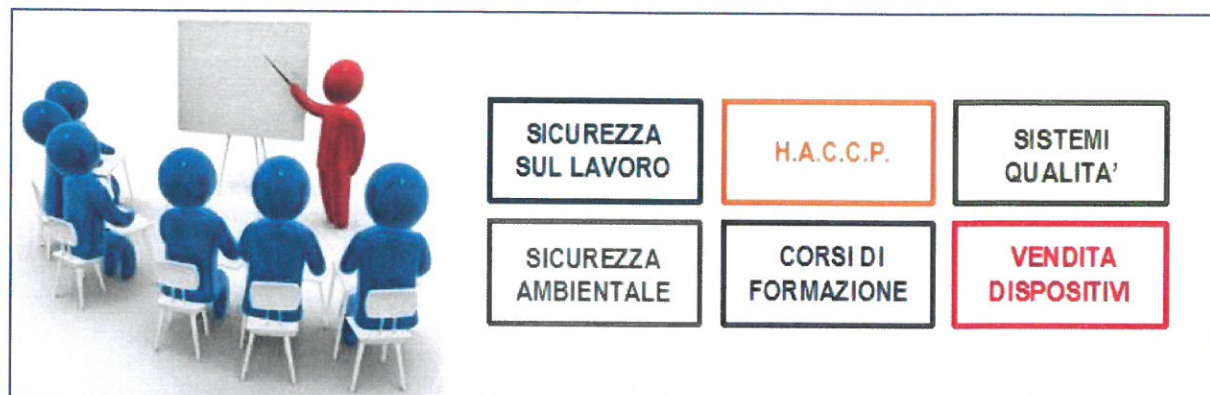 SICUREZZA
SUL LAVORO
H.A.C.C.P.
SISTEMI
QUALITA'
SICUREZZA
AMBIENTALE
CORSI DI
FORMAZIONE
VENDITA
DISPOSITIVI